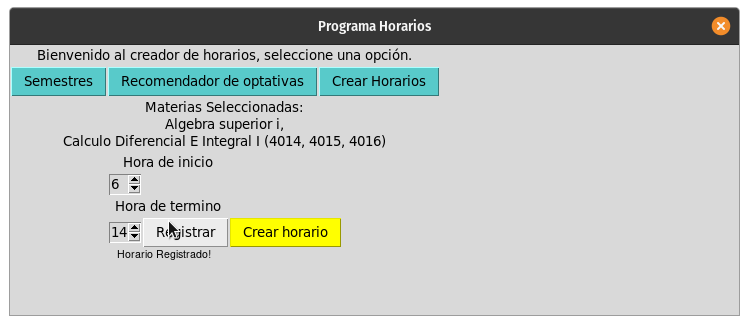 Programa Horarios
Bienvenido al creador de horarios, seleccione una opción.
Semestres Recomendador de optativas Crear Horarios
Materias Seleccionadas:
Algebra superior i,
Calculo Diferencial E Integral I (4014, 4015, 4016)
Hora de inicio
6
Hora de termino
14 Registrar Crear horario
Horario Registrado!